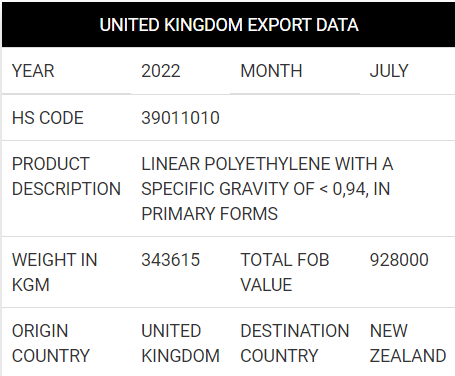 UNITED KINGDOM EXPORT DATA
YEAR 2022 MONTH JULY
HS CODE 39011010
PRODUCT DESCRIPTION LINEAR POLYETHYLENE WITH A
SPECIFIC GRAVITY OF < 0,94, IN
PRIMARY FORMS
WEIGHT IN KGM 343615 TOTAL FOB VALUE 928000
ORIGIN COUNTRY UNITED KINGDOM DESTINATION COUNTRY NEW ZEALAND